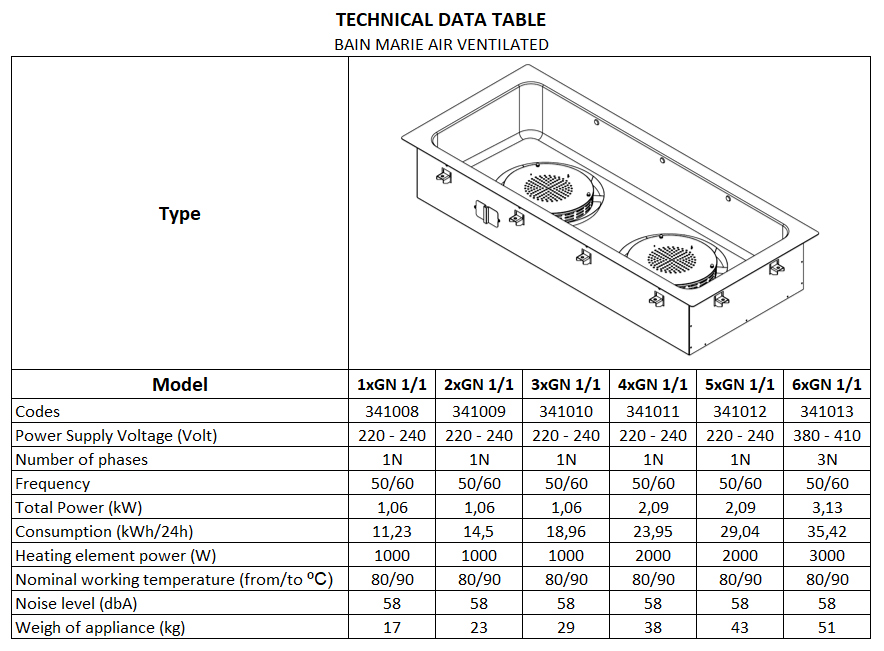 TECHNICAL DATA TABLE
BAIN MARIE AIR VENTILATED
Type
Model 1xGN 1/1 2xGN 1/1 3xGN 1/1 4xGN 1/1 5xGN 1/1 6xGN 1/1
Codes 341008 341009 341010 341011 341012 341013
Power Supply Voltage (Volt) 220 - 240 220 - 240 220 - 240 220 - 240 220 - 240 380 - 410
Number of phases 1N 1N 1N 1N 1N 3N
Frequency 50/60 50/60 50/60 50/60 50/60 50/60
Total Power (kW) 1,06 1,06 1,06 2,09 2,09 3,13
Consumption (kWh/24h) 11,23 14,5 18,96 23,95 29,04 35,42
Heating element power (W) 1000 1000 1000 2000 2000 3000
Nominal working temperature (from/to ºC) 80/90 80/90 80/90 80/90 80/90 80/90
Noise level (dbA) 58 58 58 58 58 58
Weigh of appliance (kg) 17 23 29 38 43 51